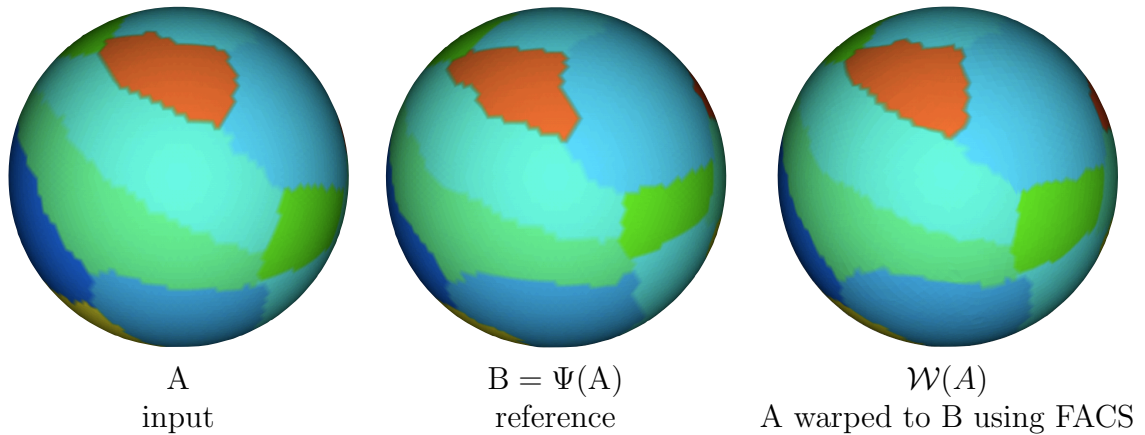 A
input
B = Ψ(A)
reference
𝒲(A)
A warped to B using FACS